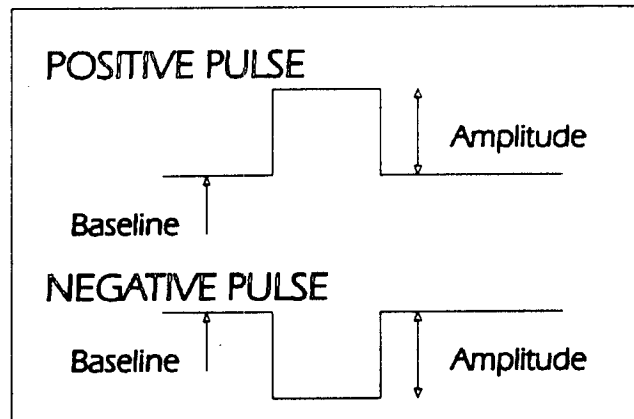 POSITIVE PULSE
Amplitude
Baseline
NEGATIVE PULSE
Baseline
Amplitude